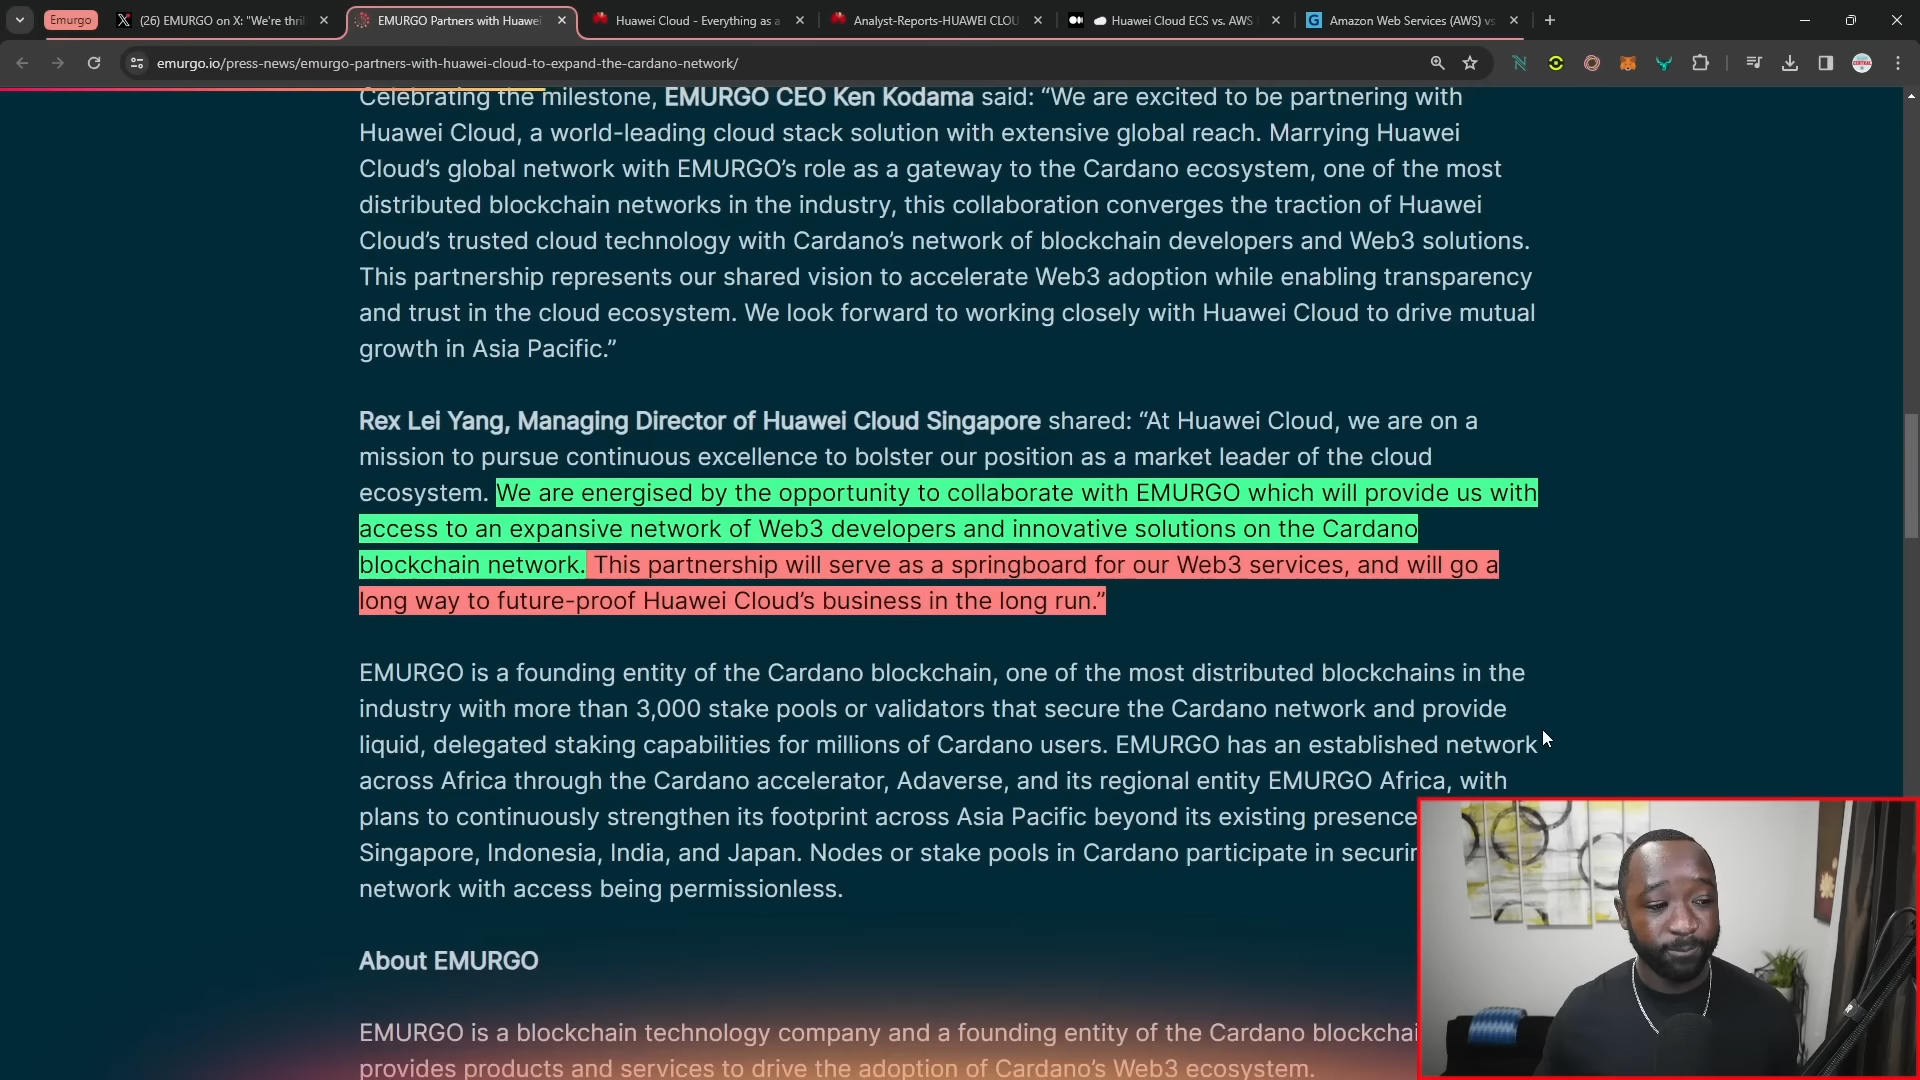 Emurgo
(26) EMURGO on X: "We're thri
EMURGO Partners with Huawei
Huawei Cloud - Everything as a
Analyst-Reports-HUAWEI CLOU
Huawei Cloud ECS vs. AWS
G Amazon Web Services (AWS) vs
emurgo.io/press-news/emurgo-partners-with-huawei-cloud-to-expand-the-cardano-network/
Celebrating the milestone, EMURGO CEO Ken Kodama said: “We are excited to be partnering with
Huawei Cloud, a world-leading cloud stack solution with extensive global reach. Marrying Huawei
Cloud’s global network with EMURGO’s role as a gateway to the Cardano ecosystem, one of the most
distributed blockchain networks in the industry, this collaboration converges the traction of Huawei
Cloud’s trusted cloud technology with Cardano’s network of blockchain developers and Web3 solutions.
This partnership represents our shared vision to accelerate Web3 adoption while enabling transparency
and trust in the cloud ecosystem. We look forward to working closely with Huawei Cloud to drive mutual
growth in Asia Pacific.”
Rex Lei Yang, Managing Director of Huawei Cloud Singapore shared: “At Huawei Cloud, we are on a
mission to pursue continuous excellence to bolster our position as a market leader of the cloud
ecosystem. We are energised by the opportunity to collaborate with EMURGO which will provide us with
access to an expansive network of Web3 developers and innovative solutions on the Cardano
blockchain network. This partnership will serve as a springboard for our Web3 services, and will go a
long way to future-proof Huawei Cloud’s business in the long run.”
EMURGO is a founding entity of the Cardano blockchain, one of the most distributed blockchains in the
industry with more than 3,000 stake pools or validators that secure the Cardano network and provide
liquid, delegated staking capabilities for millions of Cardano users. EMURGO has an established network
across Africa through the Cardano accelerator, Adaverse, and its regional entity EMURGO Africa, with
plans to continuously strengthen its footprint across Asia Pacific beyond its existing presence
Singapore, Indonesia, India, and Japan. Nodes or stake pools in Cardano participate in securin
network with access being permissionless.
About EMURGO
EMURGO is a blockchain technology company and a founding entity of the Cardano blockchai
provides products and services to drive the adoption of Cardano’s Web3 ecosystem.